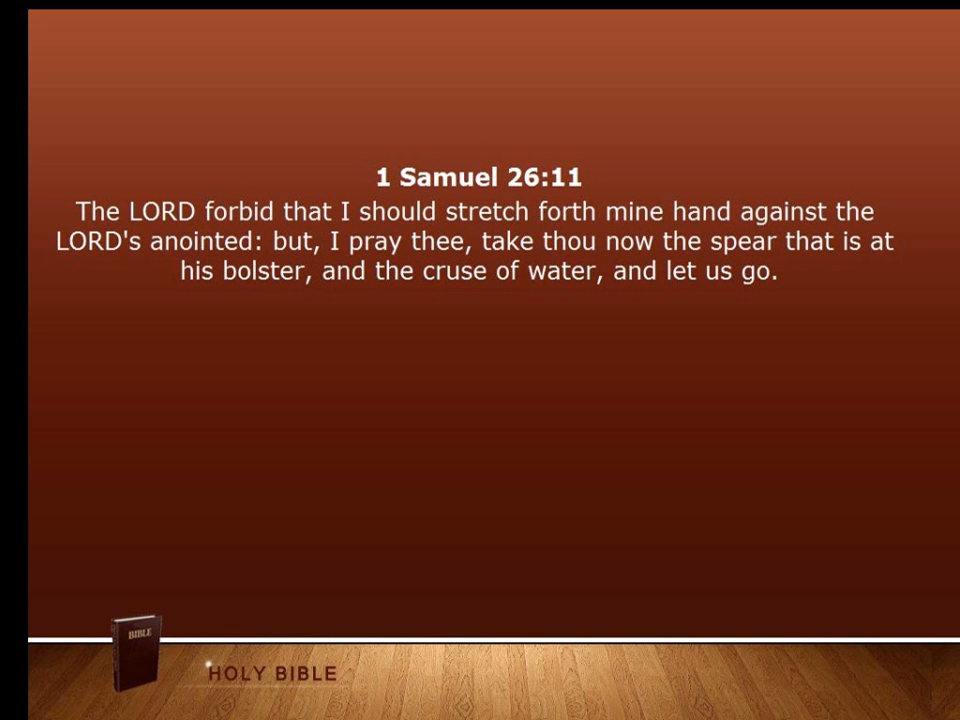 1 Samuel 26:11
The LORD forbid that I should stretch forth mine hand against the
LORD's anointed: but, I pray thee, take thou now the spear that is at
his bolster, and the cruse of water, and let us go.
BIBLE
HOLY BIBLE